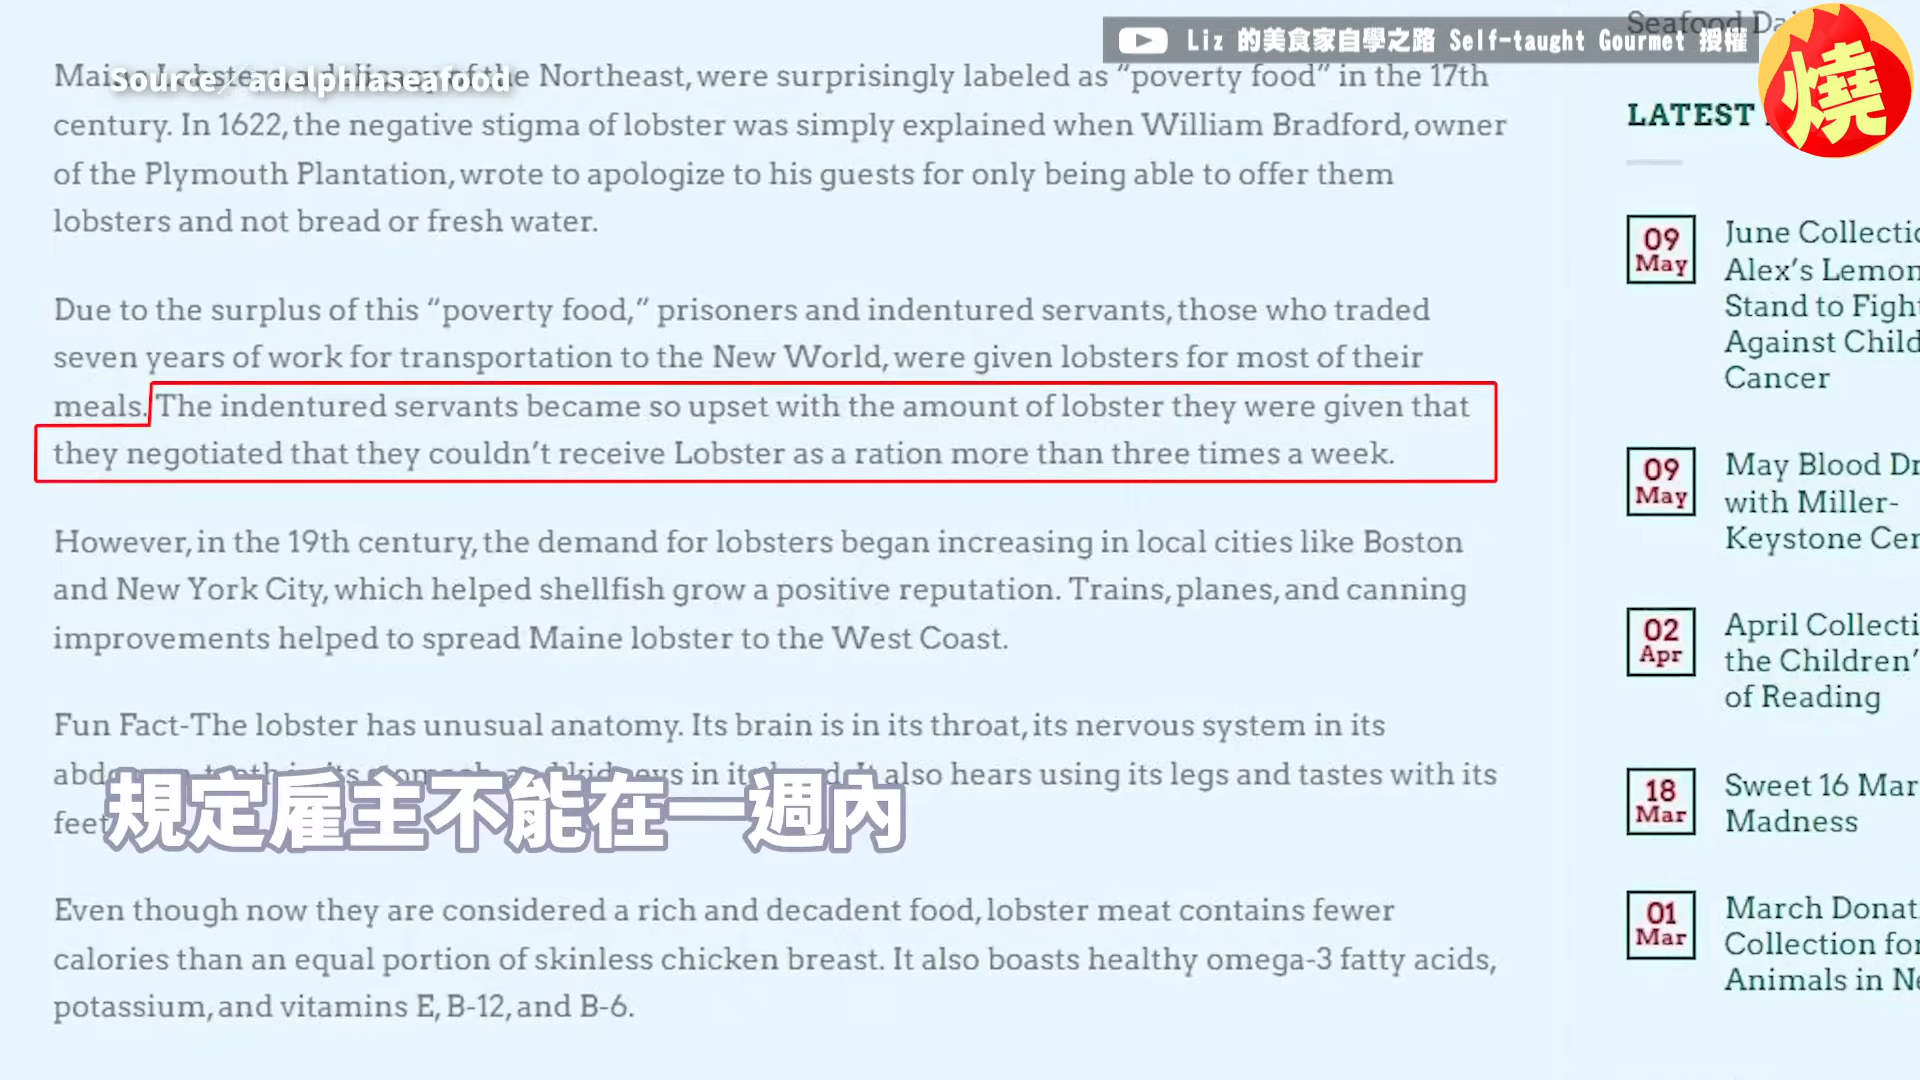 Seafood
Liz 的美食家自學之路 Self-taught Gourmet 授權
燒
Source／adelphiaseafood
the Northeast, were surprisingly labeled as “poverty food” in the 17th
century. In 1622, the negative stigma of lobster was simply explained when William Bradford, owner
of the Plymouth Plantation, wrote to apologize to his guests for only being able to offer them
lobsters and not bread or fresh water.
Due to the surplus of this “poverty food,” prisoners and indentured servants, those who traded
seven years of work for transportation to the New World, were given lobsters for most of their
meals. The indentured servants became so upset with the amount of lobster they were given that
they negotiated that they couldn’t receive Lobster as a ration more than three times a week.
However, in the 19th century, the demand for lobsters began increasing in local cities like Boston
and New York City, which helped shellfish grow a positive reputation. Trains, planes, and canning
improvements helped to spread Maine lobster to the West Coast.
Fun Fact-The lobster has unusual anatomy. Its brain is in its throat, its nervous system in its
also hears using its legs and tastes with its
規定雇主不能在一週內
Even though now they are considered a rich and decadent food, lobster meat contains fewer
calories than an equal portion of skinless chicken breast. It also boasts healthy omega-3 fatty acids,
potassium, and vitamins E, B-12, and B-6.
LATEST
09
May
June
Alex’s
Stand to
Against
Cancer
09
May
May Blood
with Miller-
Keystone
02
Apr
April
the
of Reading
18
Mar
Sweet 16
Madness
01
Mar
March
Collection
Animals in